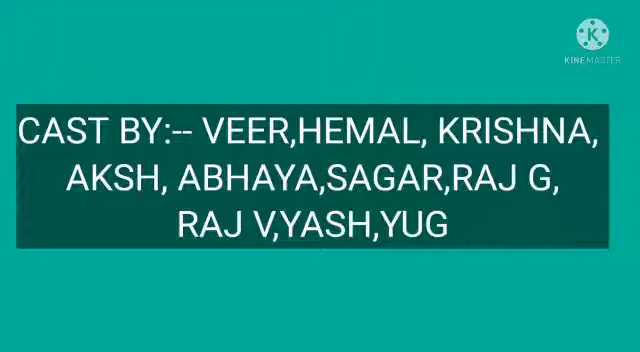 K
KINEMASTER
CAST BY:-- VEER,HEMAL, KRISHNA,
AKSH, ABHAYA,SAGAR,RAJ G,
RAJ V,YASH,YUG